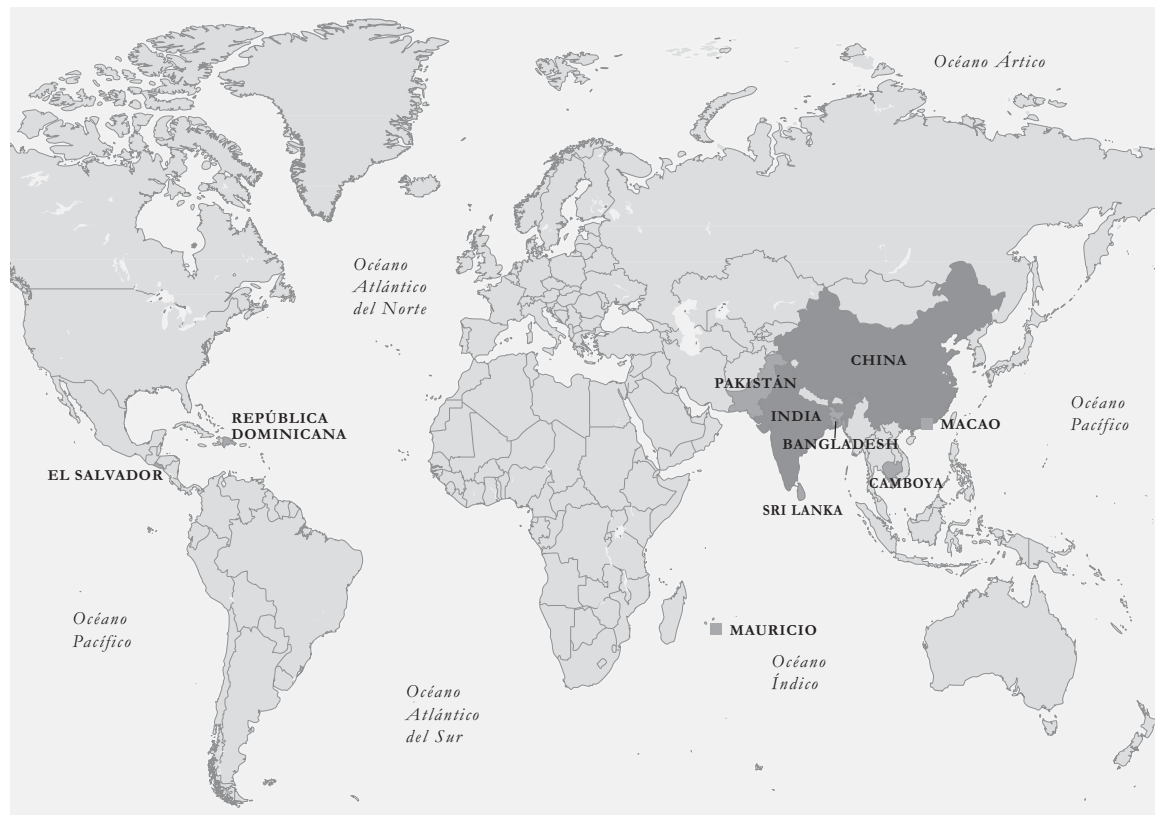 Océano Ártico
Océano
Atlántico
del Norte
CHINA
PAKISTÁN
INDIA
BANGLADESH
MACAO
Océano
Pacífico
REPÚBLICA
DOMINICANA
EL SALVADOR
CAMBOYA
SRI LANKA
Océano
Pacífico
MAURICIO
Océano
Índico
Océano
Atlántico
del Sur